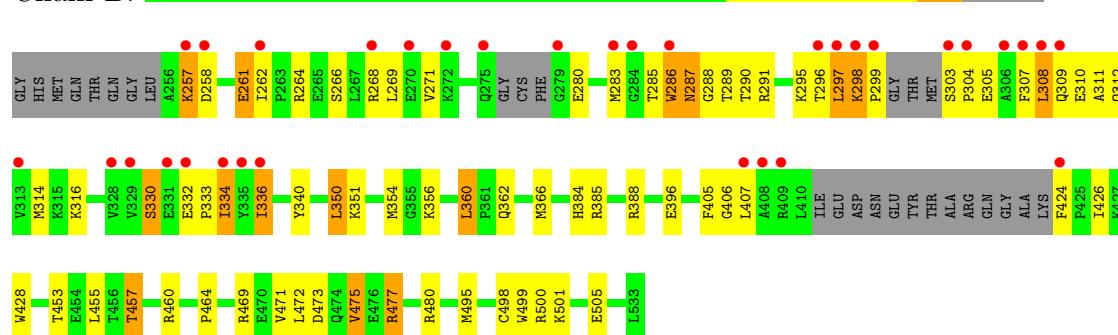 GLY HIS MET GLN THR GLN GLY LEU A256 K257 D258 E261 I262 P263 R264 E265 S266 L267 R268 L269 E270 V271 K272 Q275 GLY CYS PHE G279 E280 M283 G284 T285 W286 N287 G288 T289 T290 R291 K295 T296 L297 K298 P299 GLY THR MET S303 P304 E305 A306 F307 L308 Q309 E310 A311 Q312
V313 M314 K315 K316 V328 V329 S330 E331 E332 P333 I334 Y335 I336 Y340 L350 K351 M354 G355 K356 L360 P361 Q362 M366 H384 R385 R388 E396 F405 G406 L407 A408 R409 L410 ILE GLU ASP ASN GLU TYR THR ALA ARG GLN GLY ALA LYS F424 P425 I426 K427
W428 T453 E454 L455 T456 T457 R460 P464 R469 E470 V471 L472 D473 Q474 V475 E476 R477 R480 M495 C498 W499 R500 K501 E505 L533